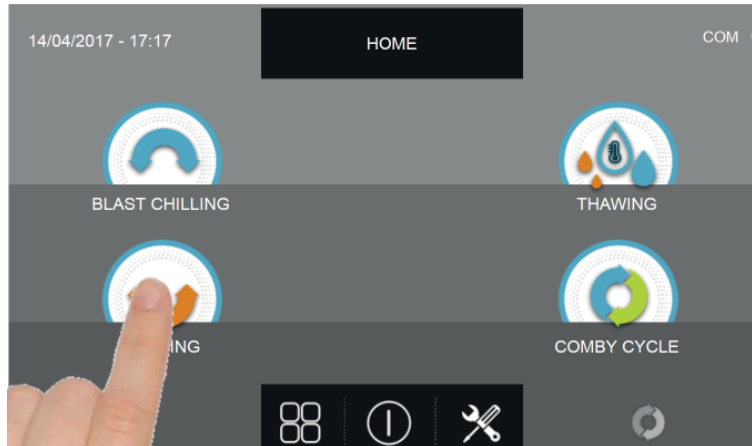 14/04/2017 - 17:17
HOME
COM
BLAST CHILLING
THAWING
COMBY CYCLE